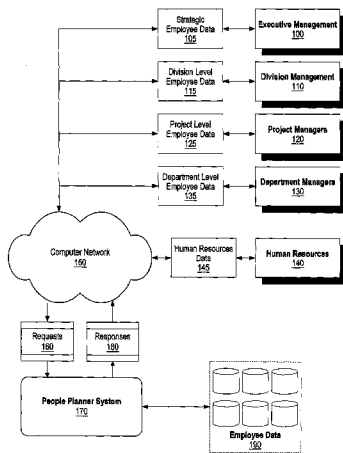 Strategic
Employee Data
105
Executive Management
100
Division Level
Employee Data
115
Division Management
110
Project Level
Employee Data
125
Project Managers
120
Department Level
Employee Data
135
Department Managers
130
Computer Network
150
Human Resources
Data
145
Human Resources
140
Requests
160
Responses
180
People Planner System
170
Employee Data
190